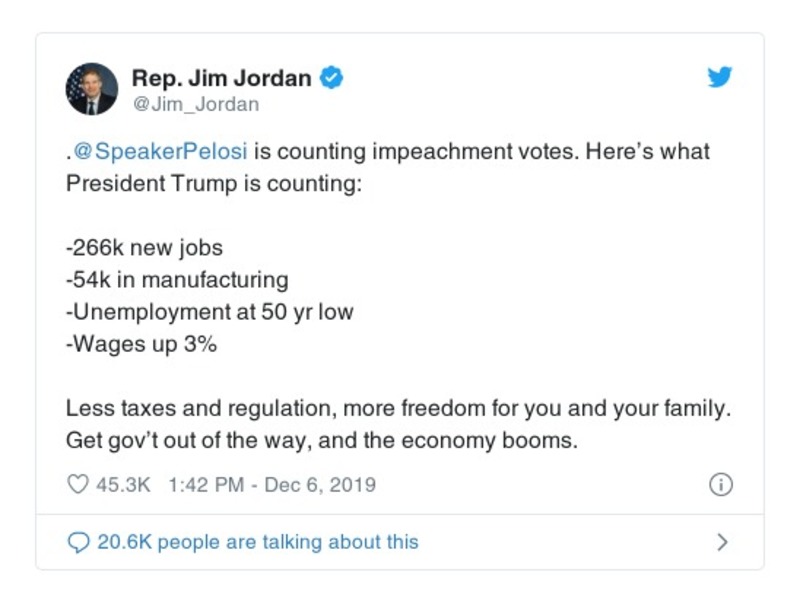 Rep. Jim Jordan
@Jim_Jordan
.@SpeakerPelosi is counting impeachment votes. Here’s what
President Trump is counting:
-266k new jobs
-54k in manufacturing
-Unemployment at 50 yr low
-Wages up 3%
Less taxes and regulation, more freedom for you and your family.
Get gov’t out of the way, and the economy booms.
45.3K 1:42 PM - Dec 6, 2019
20.6K people are talking about this